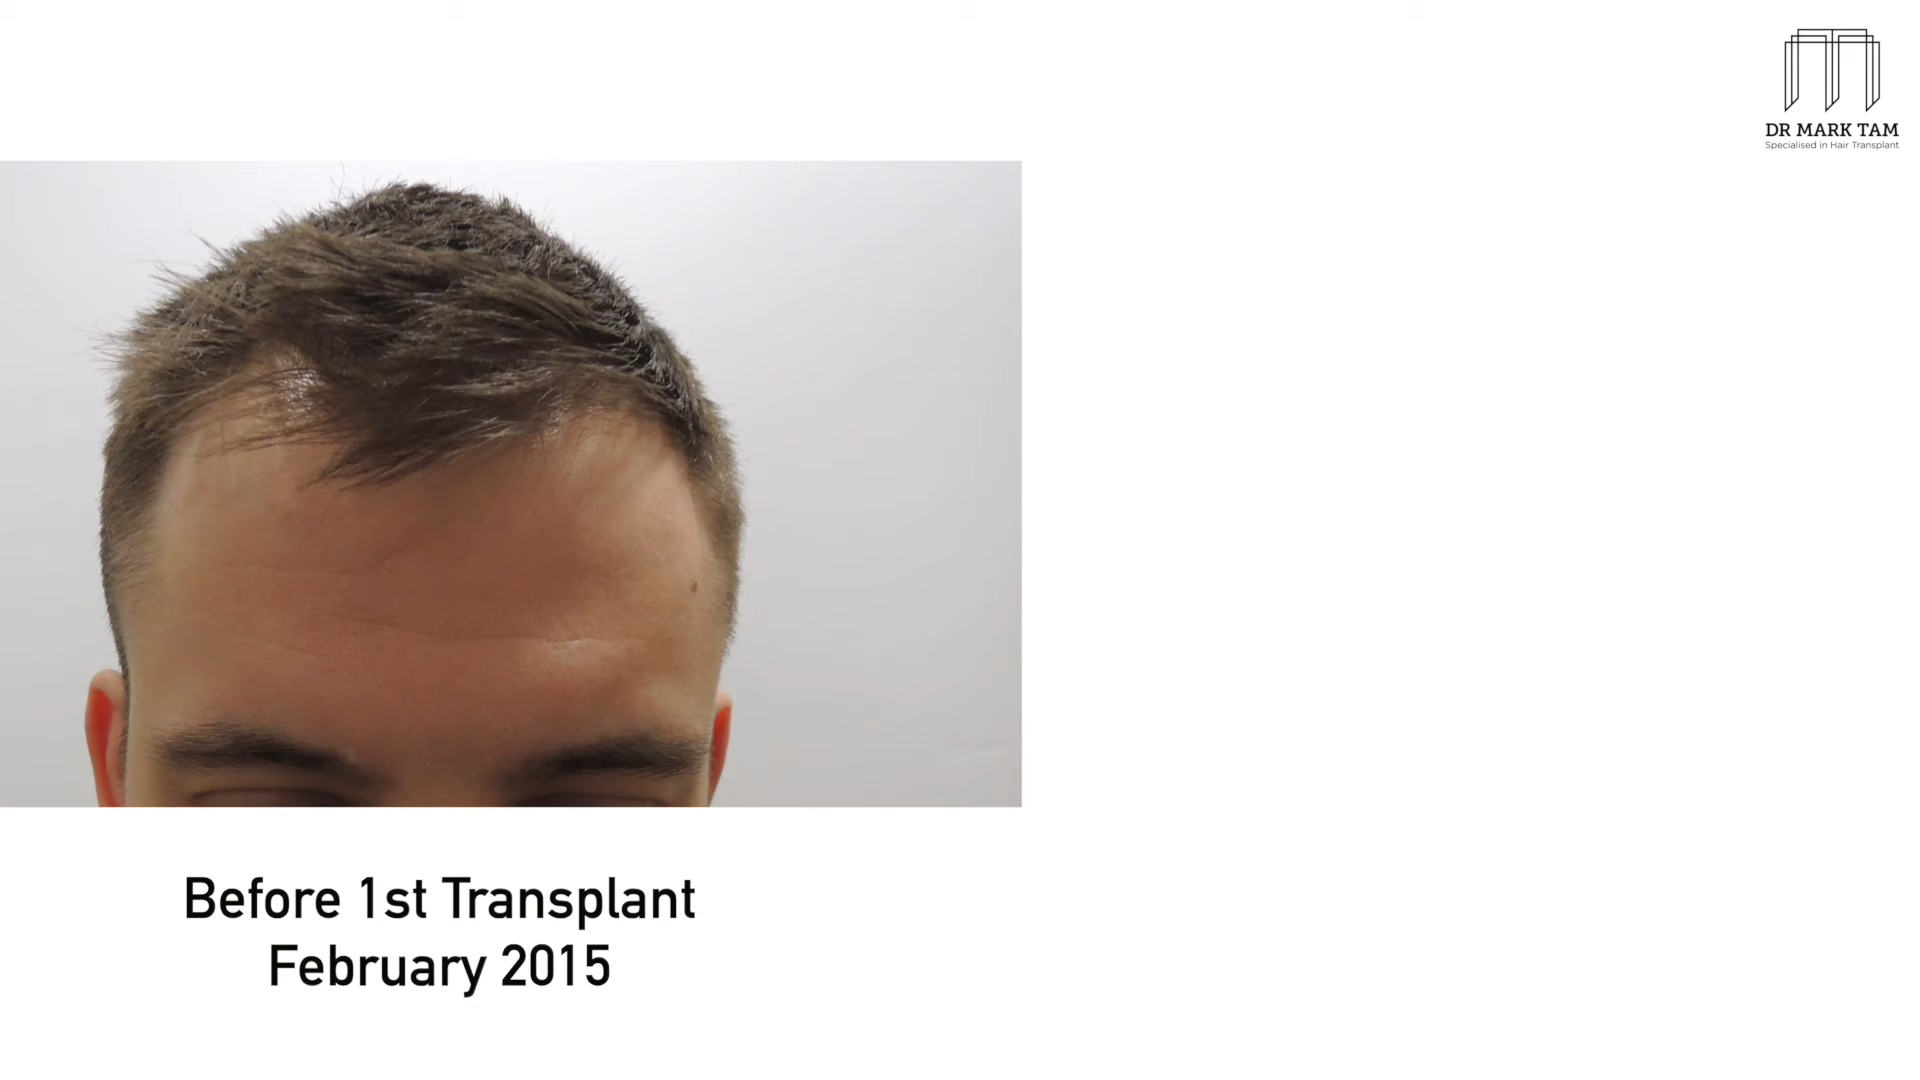 DR MARK TAM
Specialised in Hair Transplant
Before 1st Transplant
February 2015